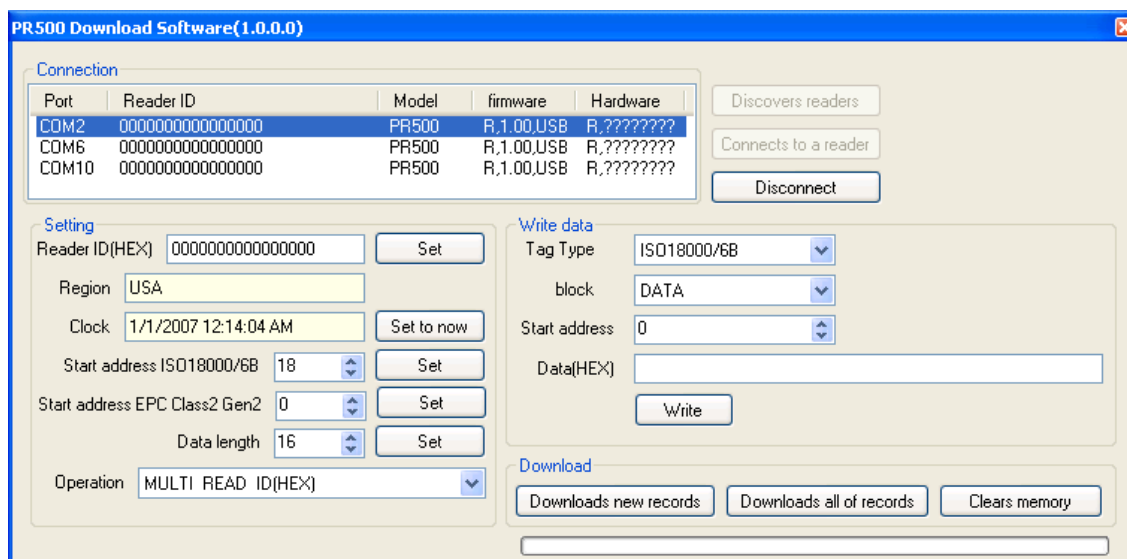 PR500 Download Software(1.0.0.0)
Connection
Port Reader ID Model firmware Hardware
COM2 0000000000000000 PR500 R,1.00,USB R,????????
COM6 0000000000000000 PR500 R,1.00,USB R,????????
COM10 0000000000000000 PR500 R,1.00,USB R,????????
Discovers readers
Connects to a reader
Disconnect
Setting
Reader ID(HEX) 0000000000000000 Set
Region USA
Clock 1/1/2007 12:14:04 AM Set to now
Start address ISO18000/6B 18 Set
Start address EPC Class2 Gen2 0 Set
Data length 16 Set
Operation MULTI READ ID(HEX)
Write data
Tag Type ISO18000/6B
block DATA
Start address 0
Data(HEX)
Write
Download
Downloads new records Downloads all of records Clears memory